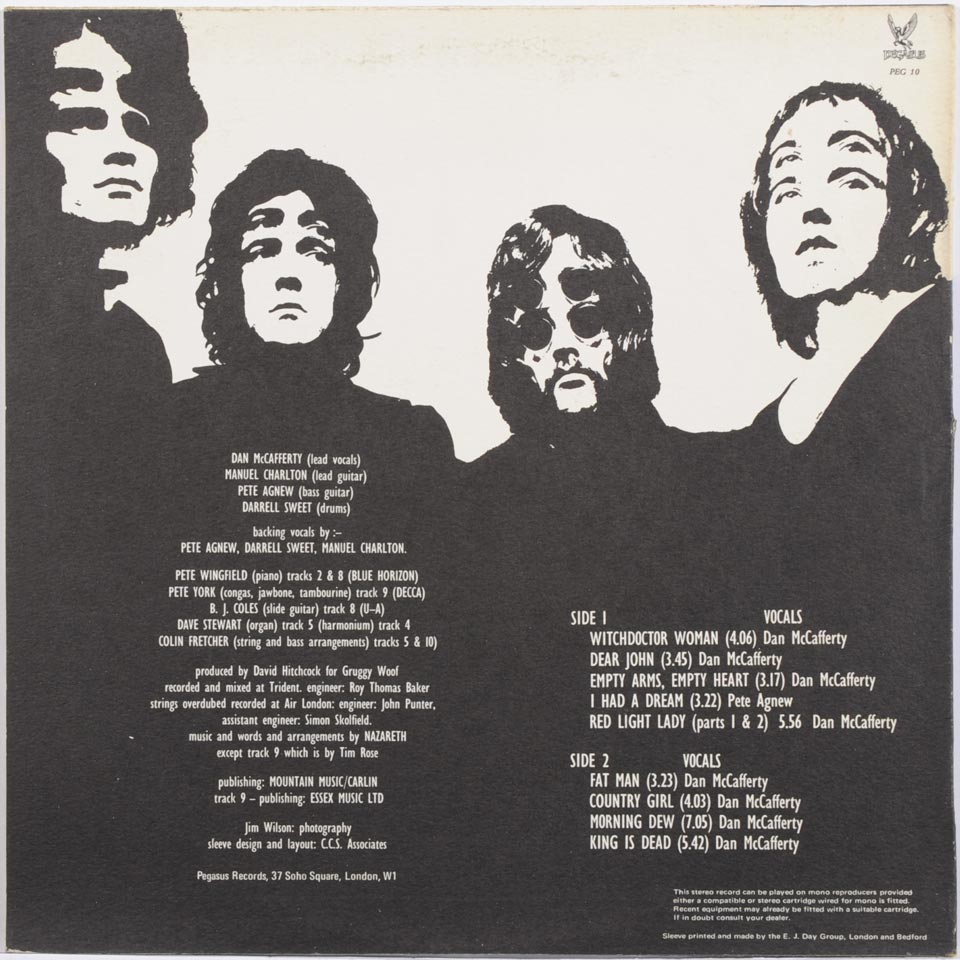 PEGASUS
PEG 10
DAN McCAFFERTY (lead vocals)
MANUEL CHARLTON (lead guitar)
PETE AGNEW (bass guitar)
DARRELL SWEET (drums)
backing vocals by :–
PETE AGNEW, DARRELL SWEET, MANUEL CHARLTON.
PETE WINGFIELD (piano) tracks 2 & 8 (BLUE HORIZON)
PETE YORK (congas, jawbone, tambourine) track 9 (DECCA)
B. J. COLES (slide guitar) track 8 (U–A)
DAVE STEWART (organ) track 5 (harmonium) track 4
COLIN FRETCHER (string and bass arrangements) tracks 5 & 10)
produced by David Hitchcock for Gruggy Woof
recorded and mixed at Trident. engineer: Roy Thomas Baker
strings overdubed recorded at Air London: engineer: John Punter,
assistant engineer: Simon Skolfield.
music and words and arrangements by NAZARETH
except track 9 which is by Tim Rose
publishing: MOUNTAIN MUSIC/CARLIN
track 9 – publishing: ESSEX MUSIC LTD
Jim Wilson: photography
sleeve design and layout: C.C.S. Associates
Pegasus Records, 37 Soho Square, London, W1
SIDE 1 VOCALS
WITCHDOCTOR WOMAN (4.06) Dan McCafferty
DEAR JOHN (3.45) Dan McCafferty
EMPTY ARMS, EMPTY HEART (3.17) Dan McCafferty
I HAD A DREAM (3.22) Pete Agnew
RED LIGHT LADY (parts 1 & 2) 5.56 Dan McCafferty
SIDE 2 VOCALS
FAT MAN (3.23) Dan McCafferty
COUNTRY GIRL (4.03) Dan McCafferty
MORNING DEW (7.05) Dan McCafferty
KING IS DEAD (5.42) Dan McCafferty
This stereo record can be played on mono reproducers provided
either a compatible or stereo cartridge wired for mono is fitted.
Recent equipment may already be fitted with a suitable cartridge.
If in doubt consult your dealer.
Sleeve printed and made by the E. J. Day Group, London and Bedford